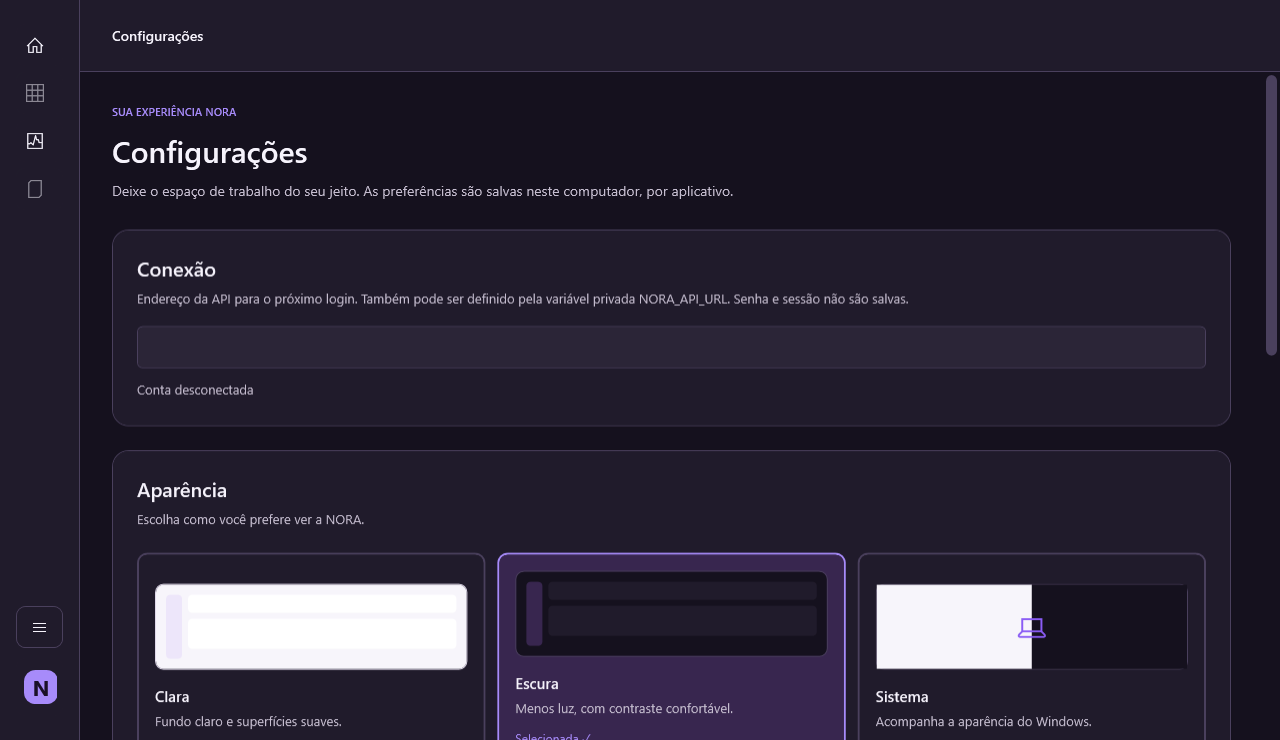 Configurações
SUA EXPERIÊNCIA NORA
Configurações
Deixe o espaço de trabalho do seu jeito. As preferências são salvas neste computador, por aplicativo.
Conexão
Endereço da API para o próximo login. Também pode ser definido pela variável privada NORA_API_URL. Senha e sessão não são salvas.
Conta desconectada
Aparência
Escolha como você prefere ver a NORA.
Clara
Fundo claro e superfícies suaves.
Escura
Menos luz, com contraste confortável.
Selecionada ✓
Sistema
Acompanha a aparência do Windows.
N